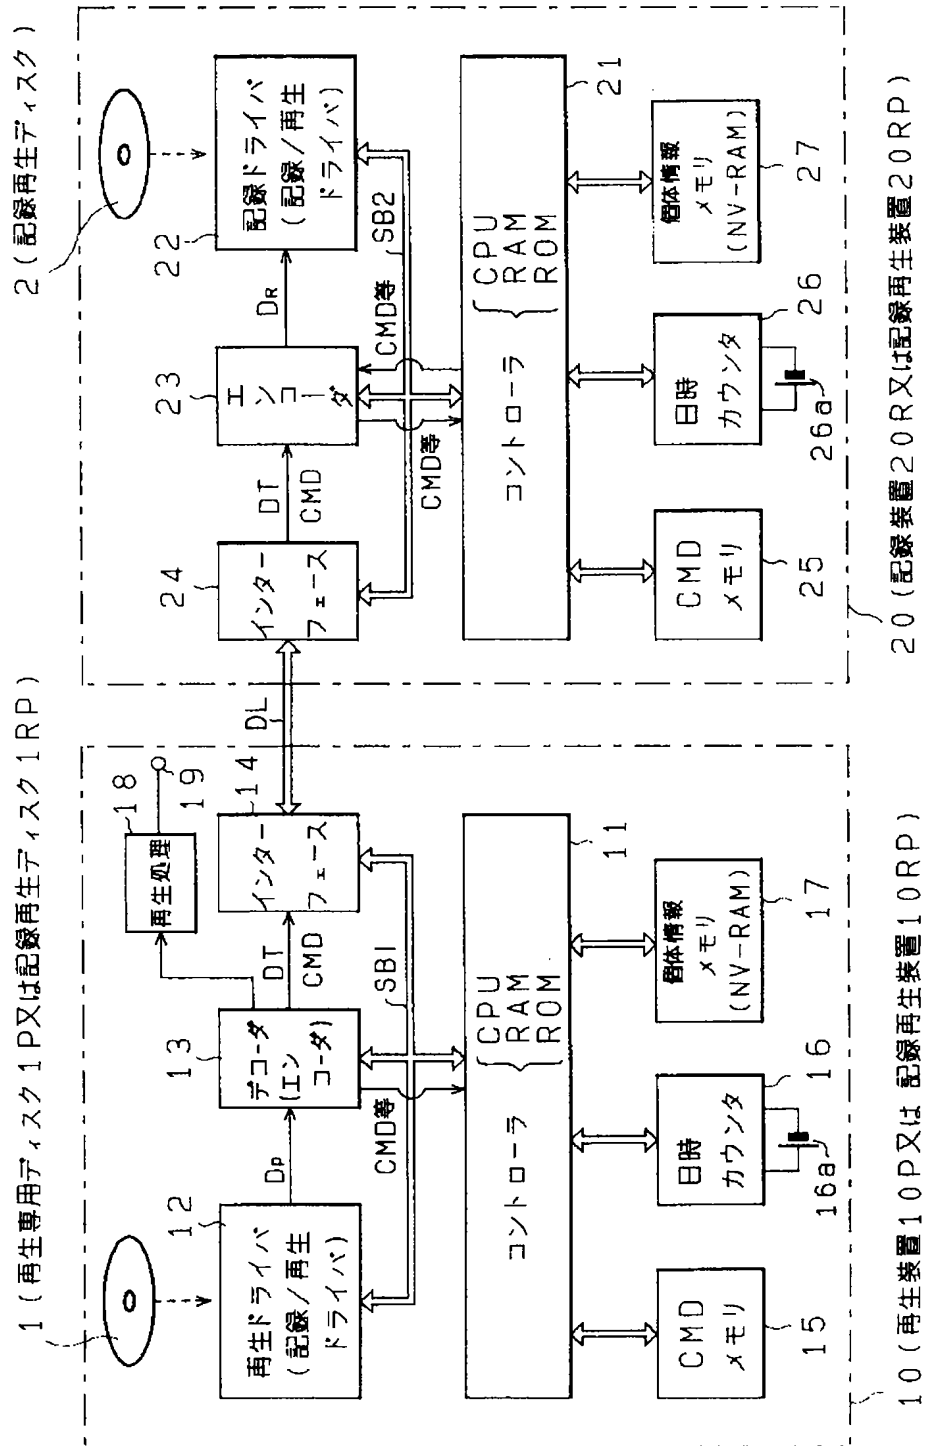 1(再生専用ディスク1P又は記録再生ディスク1RP)
2(記録再生ディスク)
12
再生ドライバ
(記録/再生
ドライバ)
DP
13
デコーダ
(エン
コーダ)
18
再生処理
19
DT
CMD
14
インター
フェース
DL
CMD等
SB1
コントローラ
CPU
RAM
ROM
11
15
CMD
メモリ
16
日時
カウンタ
16a
17
個体情報
メモリ
(NV-RAM)
10(再生装置10P又は 記録再生装置10RP)
24
インター
フェース
DT
CMD
23
エンコーダ
DR
22
記録ドライバ
(記録/再生
ドライバ)
CMD等
CMD等
SB2
コントローラ
CPU
RAM
ROM
21
25
CMD
メモリ
26
日時
カウンタ
26a
27
個体情報
メモリ
(NV-RAM)
20(記録装置20R又は記録再生装置20RP)